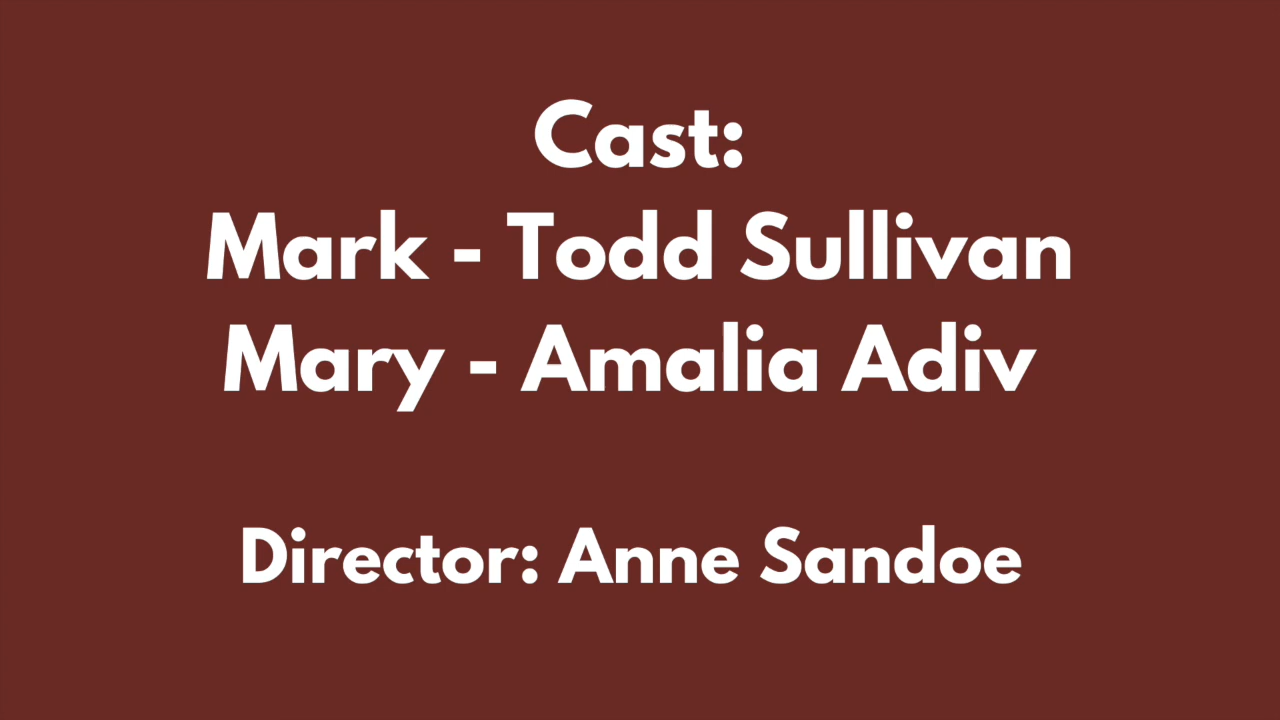 Cast:
Mark - Todd Sullivan
Mary - Amalia Adiv
Director: Anne Sandoe